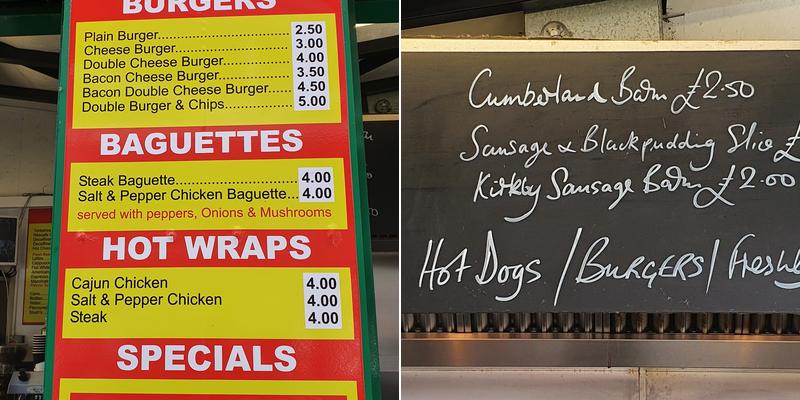 BURGERS
Plain Burger 2.50
Cheese Burger 3.00
Double Cheese Burger 4.00
Bacon Cheese Burger 3.50
Bacon Double Cheese Burger 4.50
Double Burger & Chips 5.00
BAGUETTES
Steak Baguette 4.00
Salt & Pepper Chicken Baguette 4.00
served with peppers, Onions & Mushrooms
HOT WRAPS
Cajun Chicken 4.00
Salt & Pepper Chicken 4.00
Steak 4.00
SPECIALS
Cumberland Barm £2.50
Sausage & Blackpudding Slice £
Kirkby Sausage Barm £2.00
Hot Dogs / BURGERS / Freshly